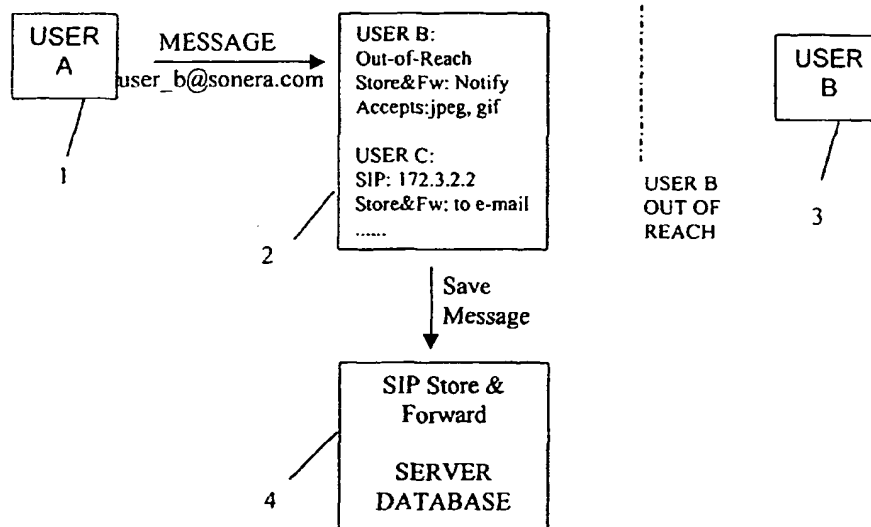 USER
A
MESSAGE
user_b@sonera.com
1
USER B:
Out-of-Reach
Store&Fw: Notify
Accepts:jpeg, gif
USER C:
SIP: 172.3.2.2
Store&Fw: to e-mail
......
2
USER B
OUT OF
REACH
USER
B
3
Save
Message
SIP Store &
Forward
SERVER
DATABASE
4